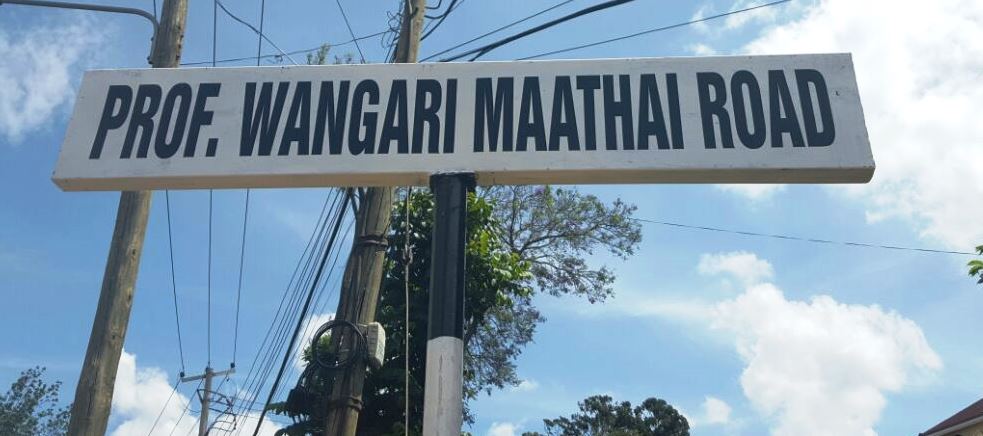 PROF. WANGARI MAATHAI ROAD